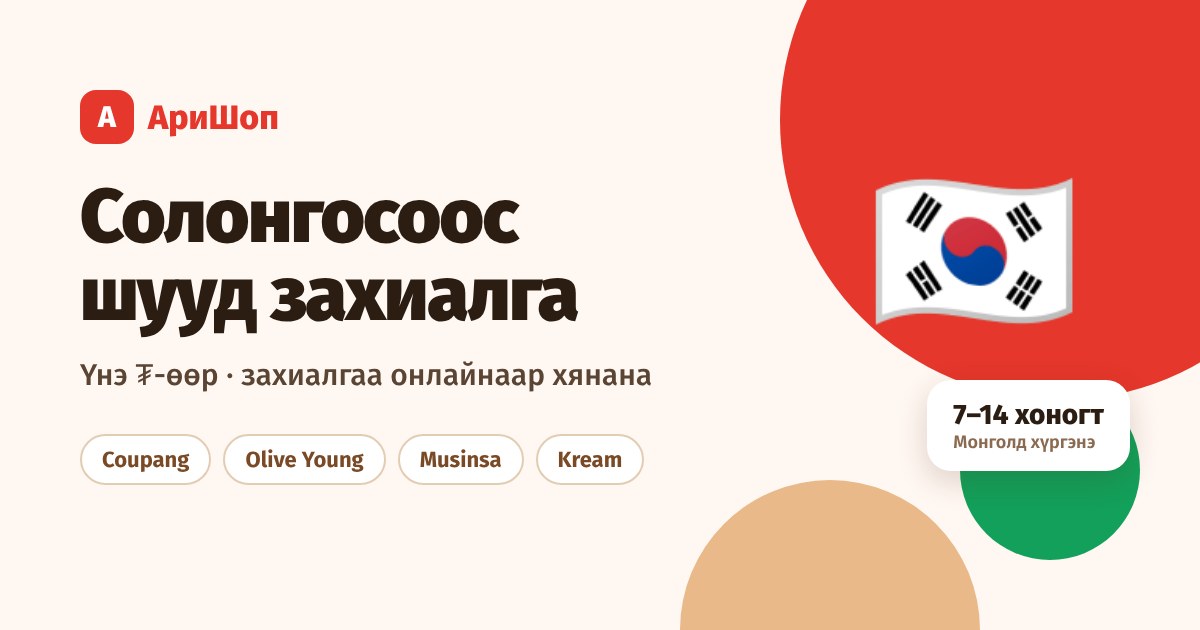 А
АриШоп
Солонгосоос
шууд захиалга
Үнэ ₮-өөр · захиалгаа онлайнаар хянана
Coupang
Olive Young
Musinsa
Kream
7–14 хоногт
Монголд хүргэнэ